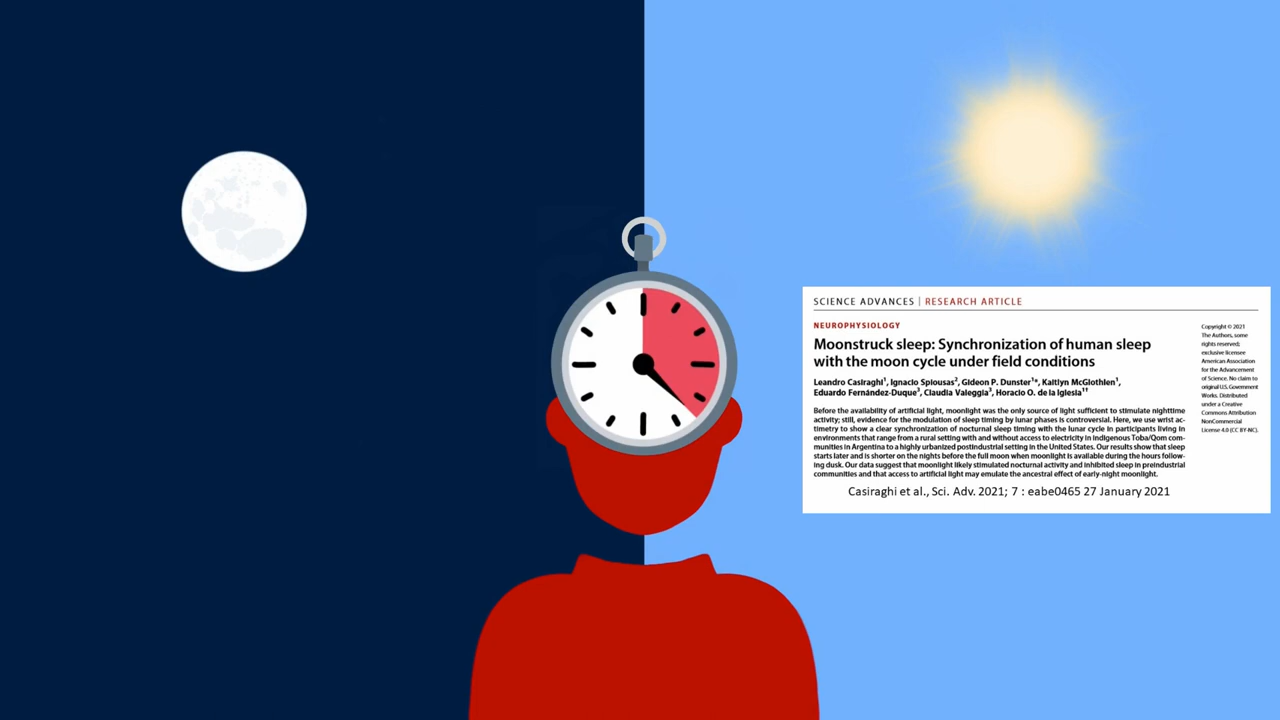 SCIENCE ADVANCES | RESEARCH ARTICLE
NEUROPHYSIOLOGY
Moonstruck sleep: Synchronization of human sleep
with the moon cycle under field conditions
Leandro Casiraghi¹, Ignacio Spiousas², Gideon P. Dunster¹*, Kaitlyn McGlothlen¹,
Eduardo Fernández-Duque³, Claudia Valeggia³, Horacio O. de la Iglesia¹†
Before the availability of artificial light, moonlight was the only source of light sufficient to stimulate nighttime
activity; still, evidence for the modulation of sleep timing by lunar phases is controversial. Here, we use wrist ac-
timetry to show a clear synchronization of nocturnal sleep timing with the lunar cycle in participants living in
environments that range from a rural setting with and without access to electricity in indigenous Toba/Qom com-
munities in Argentina to a highly urbanized postindustrial setting in the United States. Our results show that sleep
starts later and is shorter on the nights before the full moon when moonlight is available during the hours follow-
ing dusk. Our data suggest that moonlight likely stimulated nocturnal activity and inhibited sleep in preindustrial
communities and that access to artificial light may emulate the ancestral effect of early-night moonlight.
Copyright © 2021
The Authors, some
rights reserved;
exclusive licensee
American Association
for the Advancement
of Science. No claim to
original U.S. Government
Works. Distributed
under a Creative
Commons Attribution
NonCommercial
License 4.0 (CC BY-NC).
Casiraghi et al., Sci. Adv. 2021; 7 : eabe0465 27 January 2021